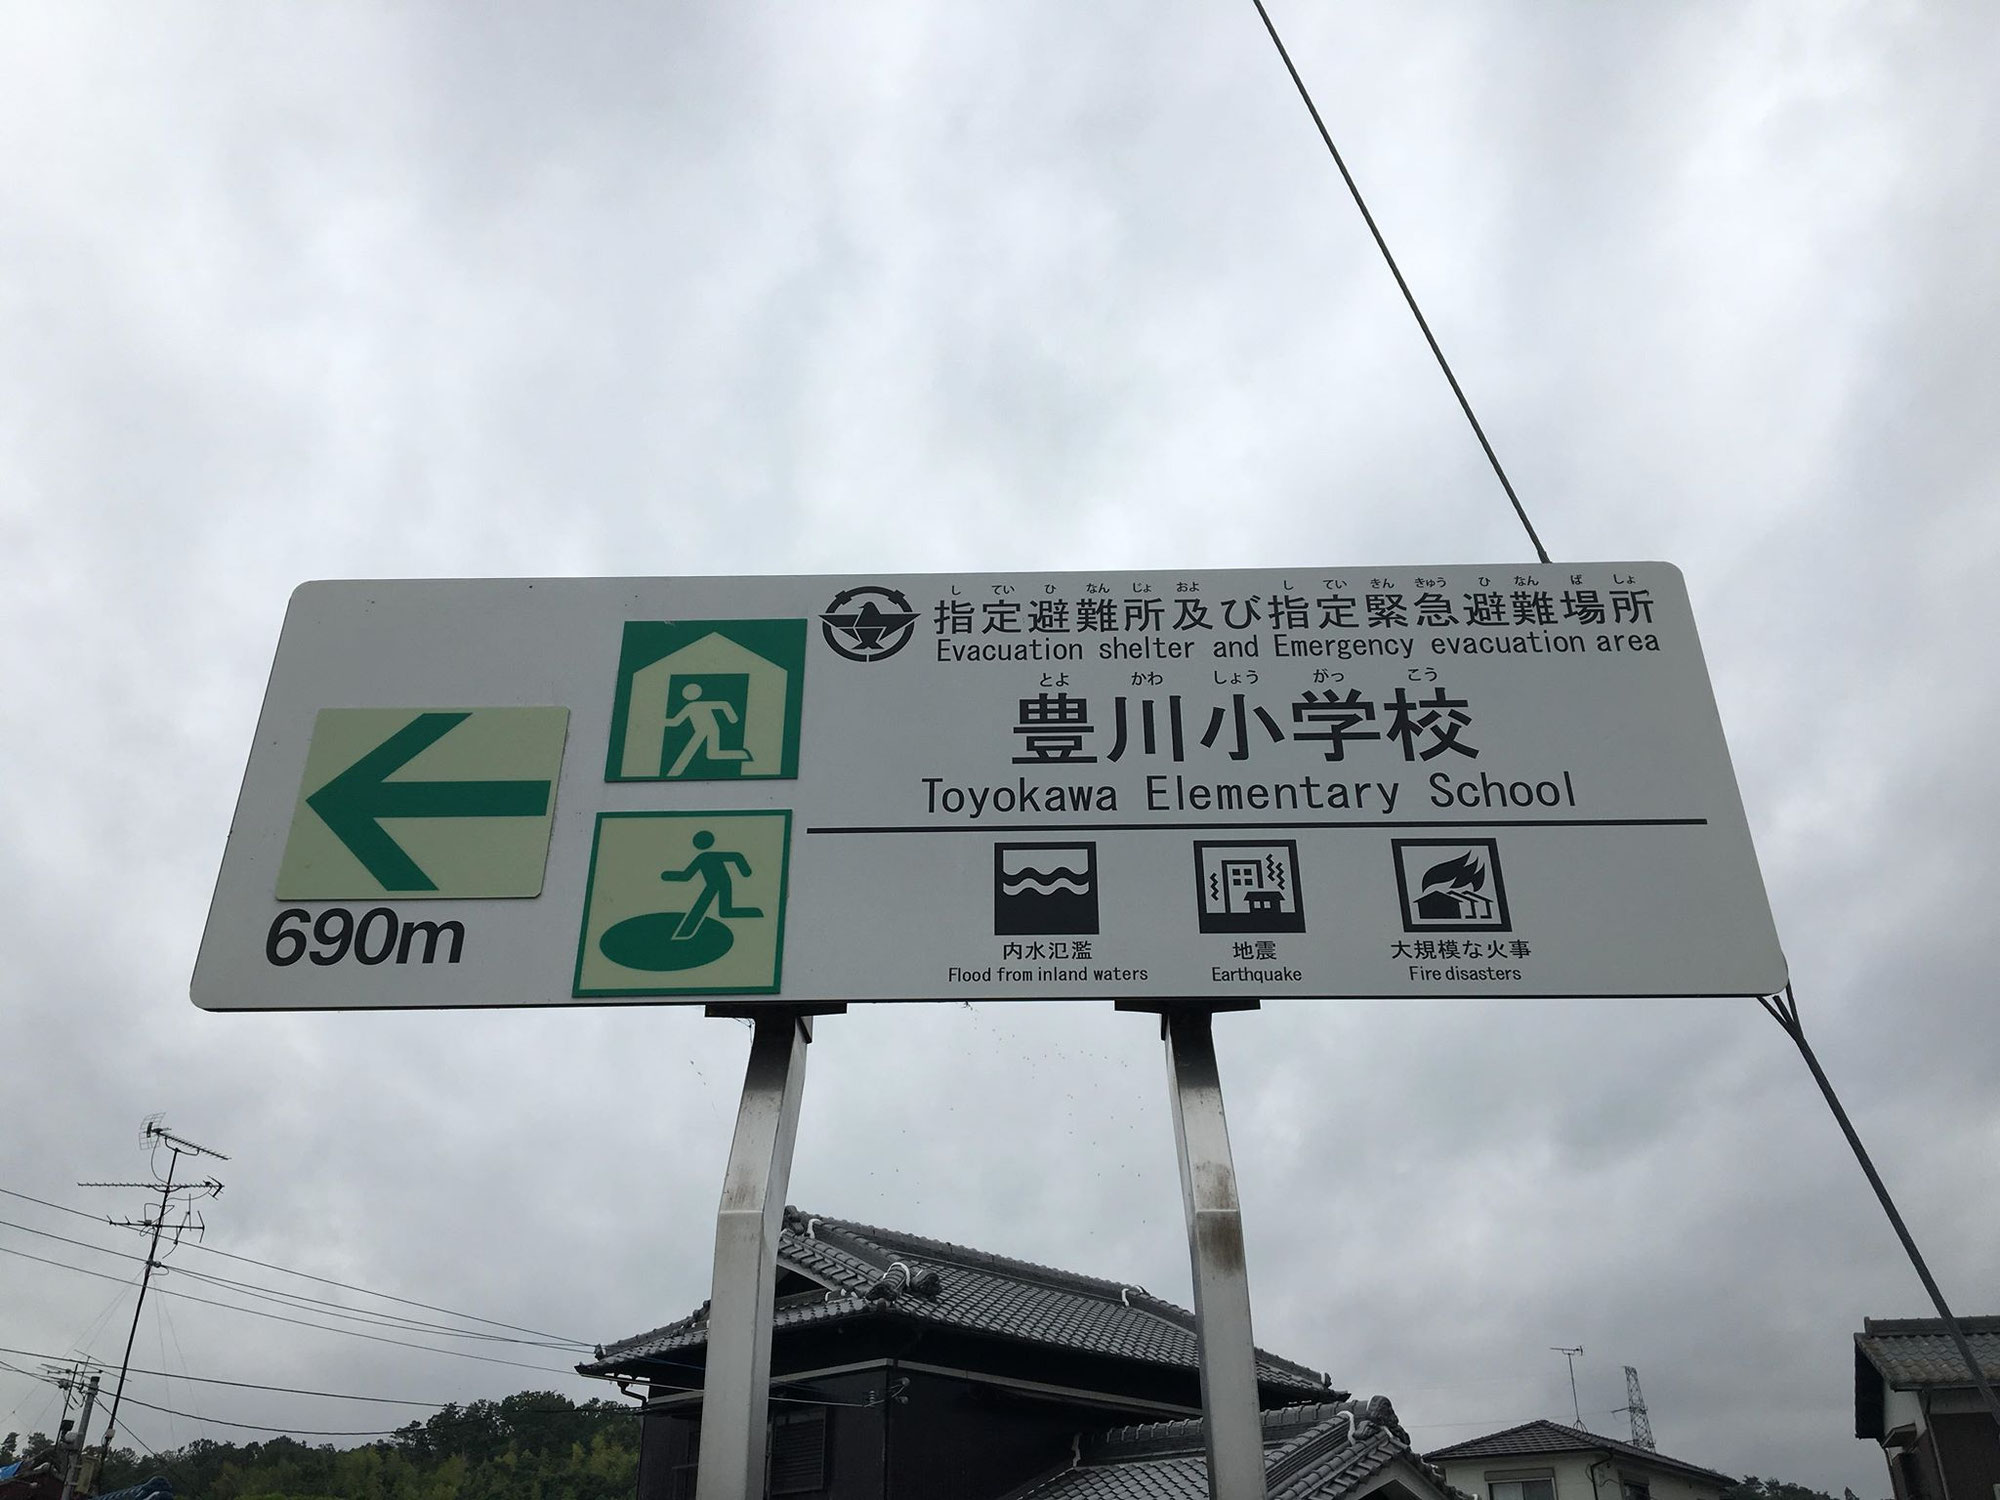 690m
し てい ひ なん じょ およ し てい きん きゅう ひ なん ば しょ
指定避難所及び指定緊急避難場所
Evacuation shelter and Emergency evacuation area
とよ かわ しょう がっ こう
豊川小学校
Toyokawa Elementary School
内水氾濫
Flood from inland waters
地震
Earthquake
大規模な火事
Fire disasters